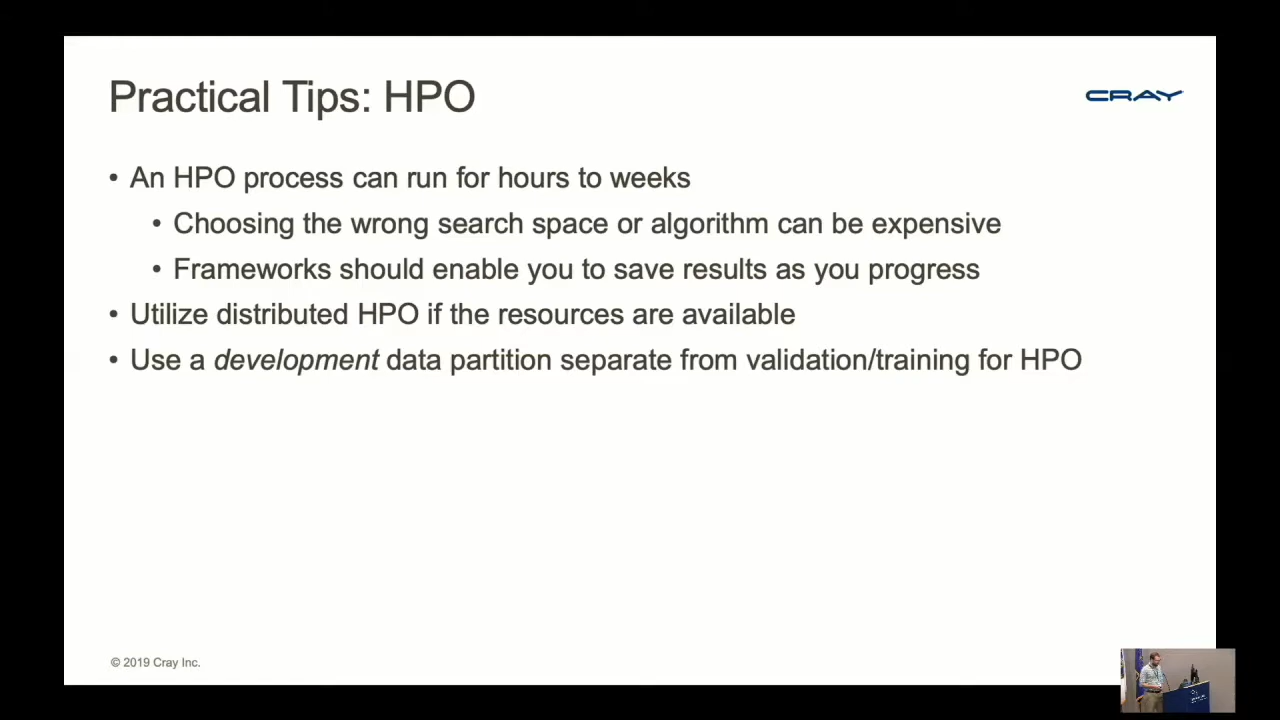 Practical Tips: HPO
CRAY
• An HPO process can run for hours to weeks
• Choosing the wrong search space or algorithm can be expensive
• Frameworks should enable you to save results as you progress
• Utilize distributed HPO if the resources are available
• Use a development data partition separate from validation/training for HPO
© 2019 Cray Inc.